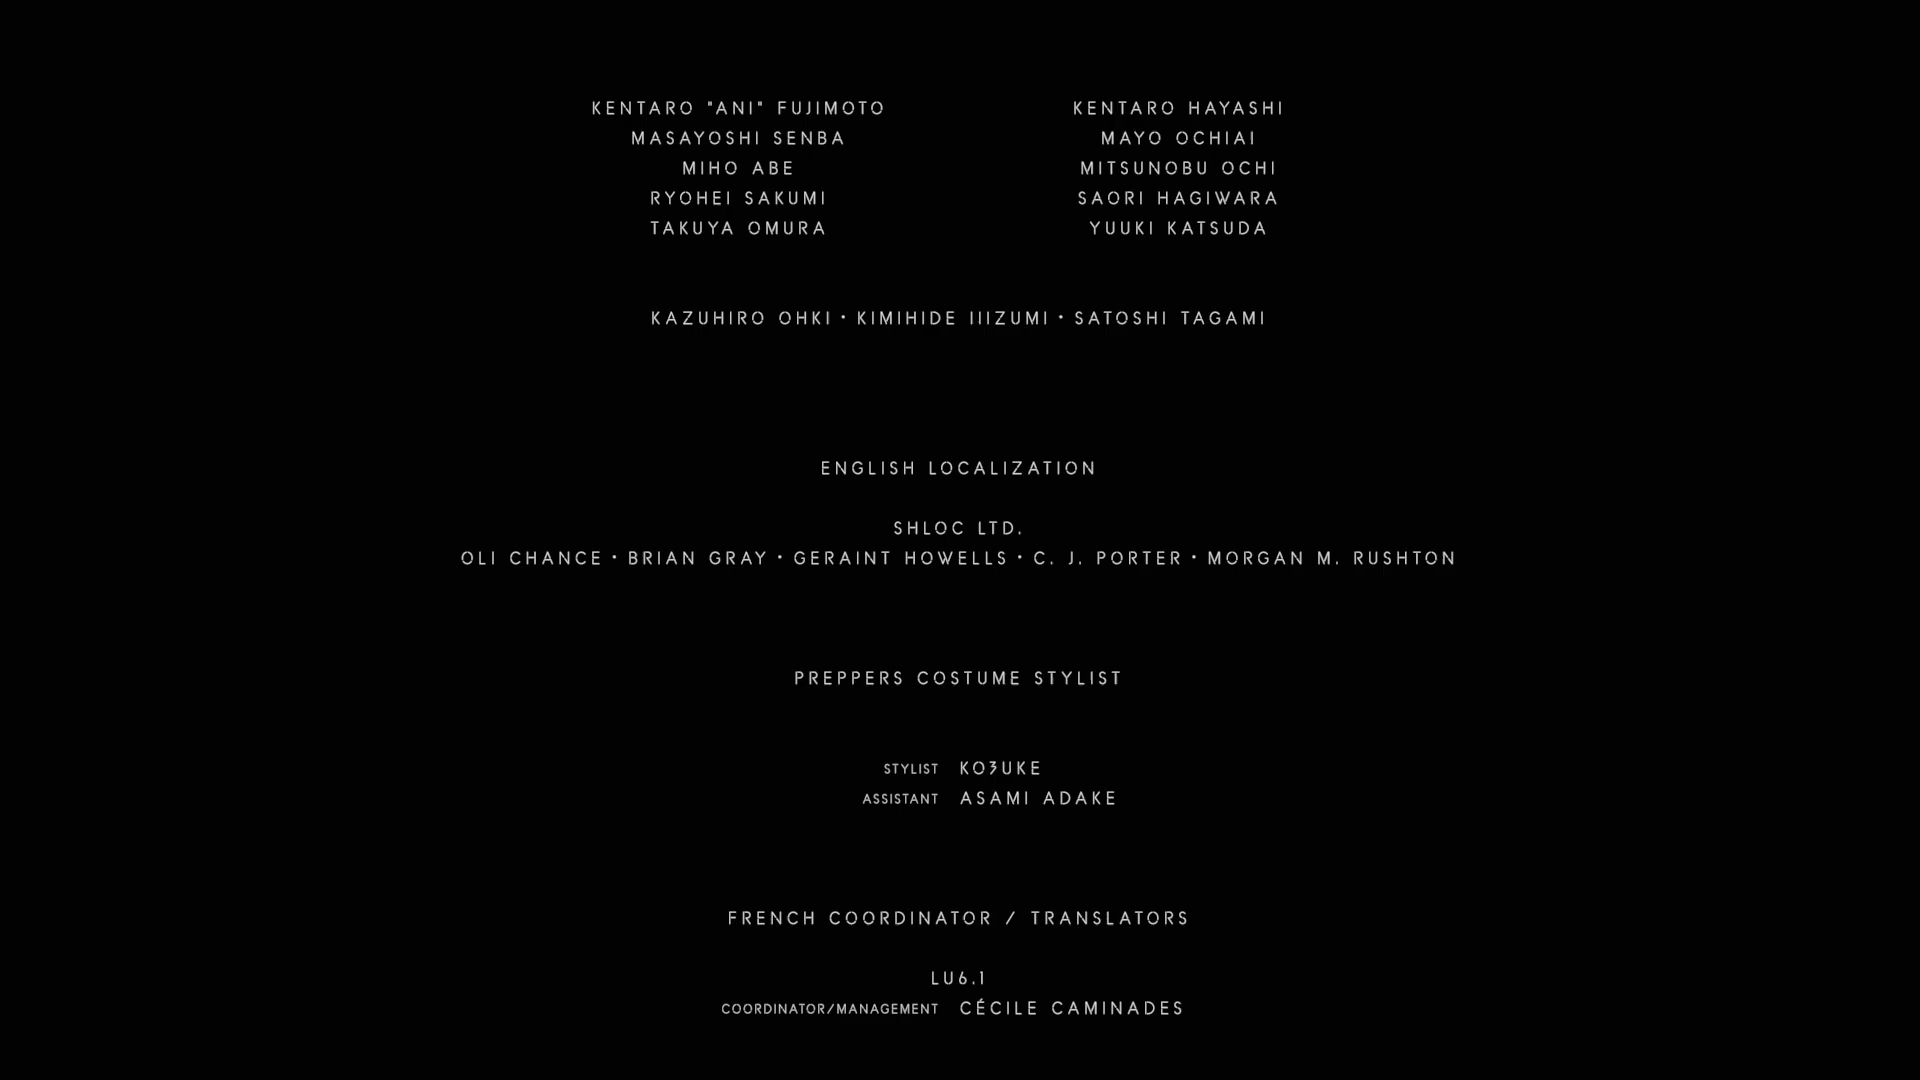 KENTARO "ANI" FUJIMOTO KENTARO HAYASHI
MASAYOSHI SENBA MAYO OCHIAI
MIHO ABE MITSUNOBU OCHI
RYOHEI SAKUMI SAORI HAGIWARA
TAKUYA OMURA YUUKI KATSUDA
KAZUHIRO OHKI・KIMIHIDE IIIZUMI・SATOSHI TAGAMI
ENGLISH LOCALIZATION
SHLOC LTD.
OLI CHANCE・BRIAN GRAY・GERAINT HOWELLS・C. J. PORTER・MORGAN M. RUSHTON
PREPPERS COSTUME STYLIST
STYLIST KO3UKE
ASSISTANT ASAMI ADAKE
FRENCH COORDINATOR / TRANSLATORS
LU6.1
COORDINATOR/MANAGEMENT CÉCILE CAMINADES